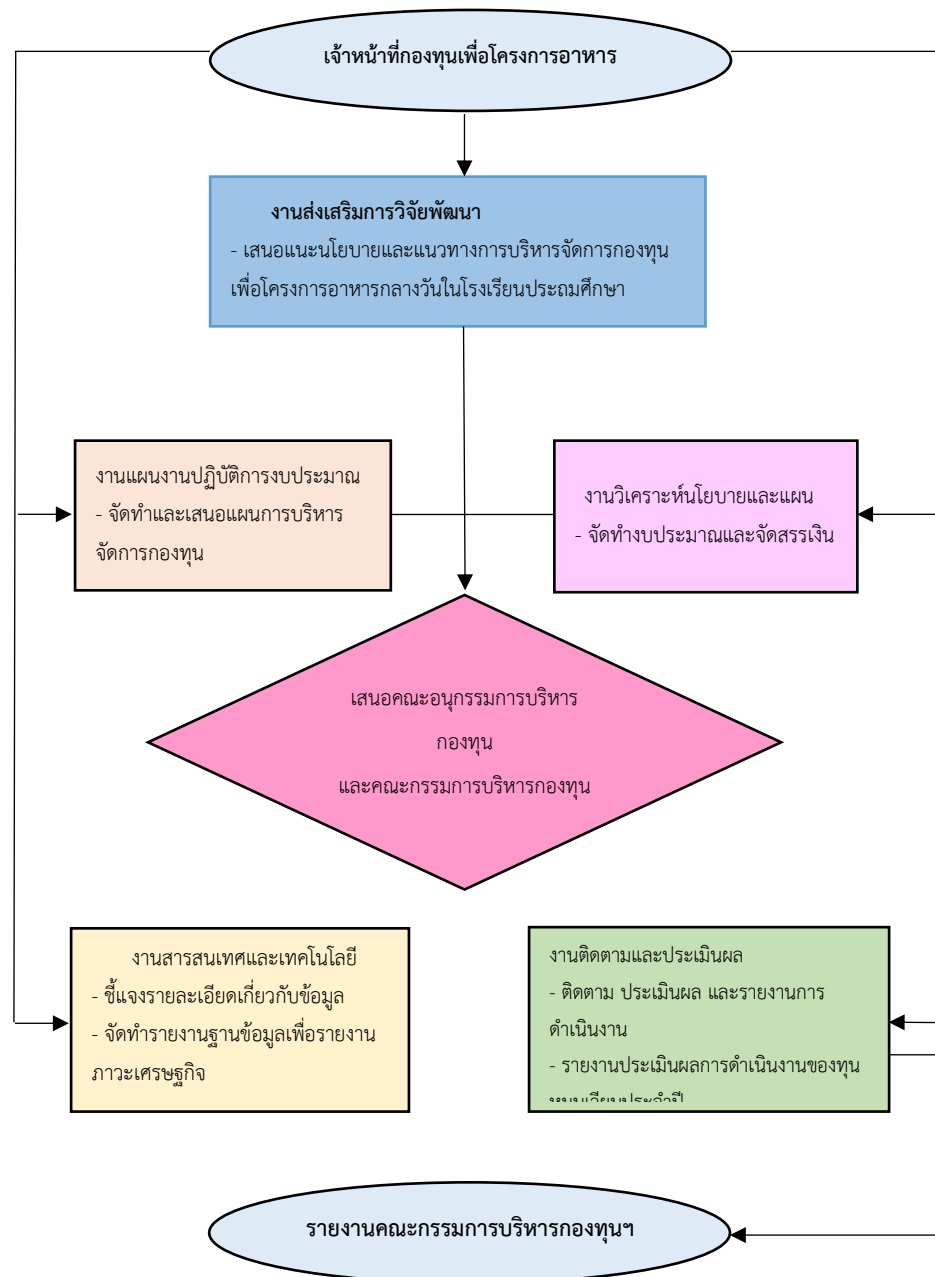 เจ้าหน้าที่กองทุนเพื่อโครงการอาหาร
งานส่งเสริมการวิจัยพัฒนา
- เสนอแนะนโยบายและแนวทางการบริหารจัดการกองทุน
เพื่อโครงการอาหารกลางวันในโรงเรียนประถมศึกษา
งานแผนงานปฏิบัติการงบประมาณ
- จัดทำและเสนอแผนการบริหาร
จัดการกองทุน
งานวิเคราะห์นโยบายและแผน
- จัดทำงบประมาณและจัดสรรเงิน
เสนอคณะอนุกรรมการบริหาร
กองทุน
และคณะกรรมการบริหารกองทุน
งานสารสนเทศและเทคโนโลยี
- ชี้แจงรายละเอียดเกี่ยวกับข้อมูล
- จัดทำรายงานฐานข้อมูลเพื่อรายงาน
ภาวะเศรษฐกิจ
งานติดตามและประเมินผล
- ติดตาม ประเมินผล และรายงานการ
ดำเนินงาน
- รายงานประเมินผลการดำเนินงานของทุน
หมุนเวียนประจำปี
รายงานคณะกรรมการบริหารกองทุนฯ